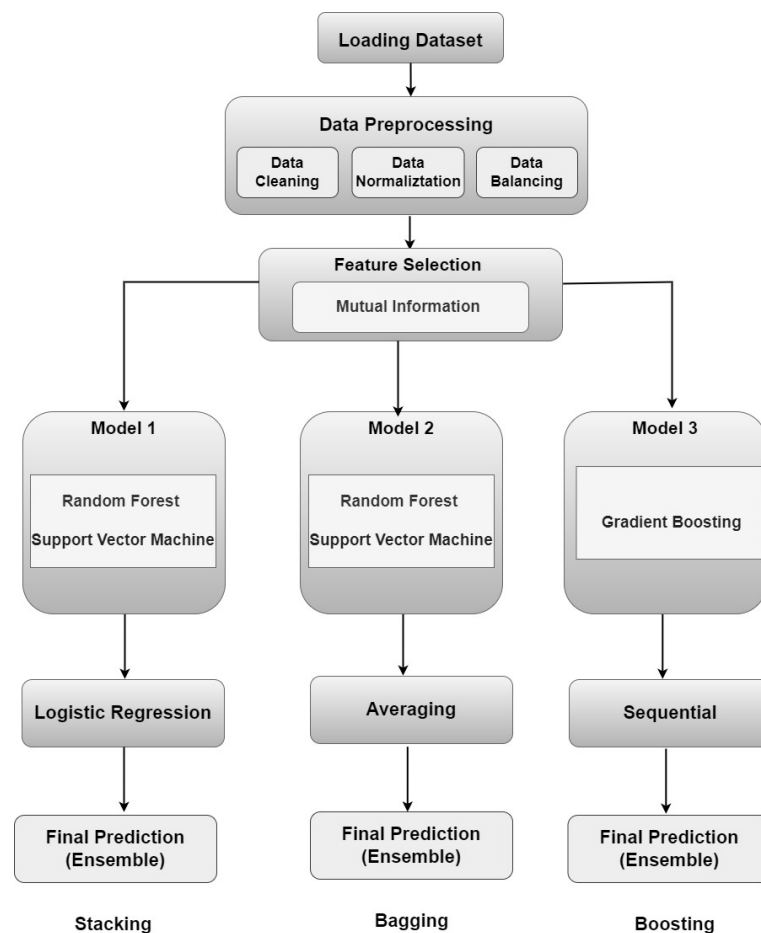 Loading Dataset
Data Preprocessing
Data
Cleaning
Data
Normaliztation
Data
Balancing
Feature Selection
Mutual Information
Model 1
Random Forest
Support Vector Machine
Model 2
Random Forest
Support Vector Machine
Model 3
Gradient Boosting
Logistic Regression
Averaging
Sequential
Final Prediction
(Ensemble)
Final Prediction
(Ensemble)
Final Prediction
(Ensemble)
Stacking
Bagging
Boosting